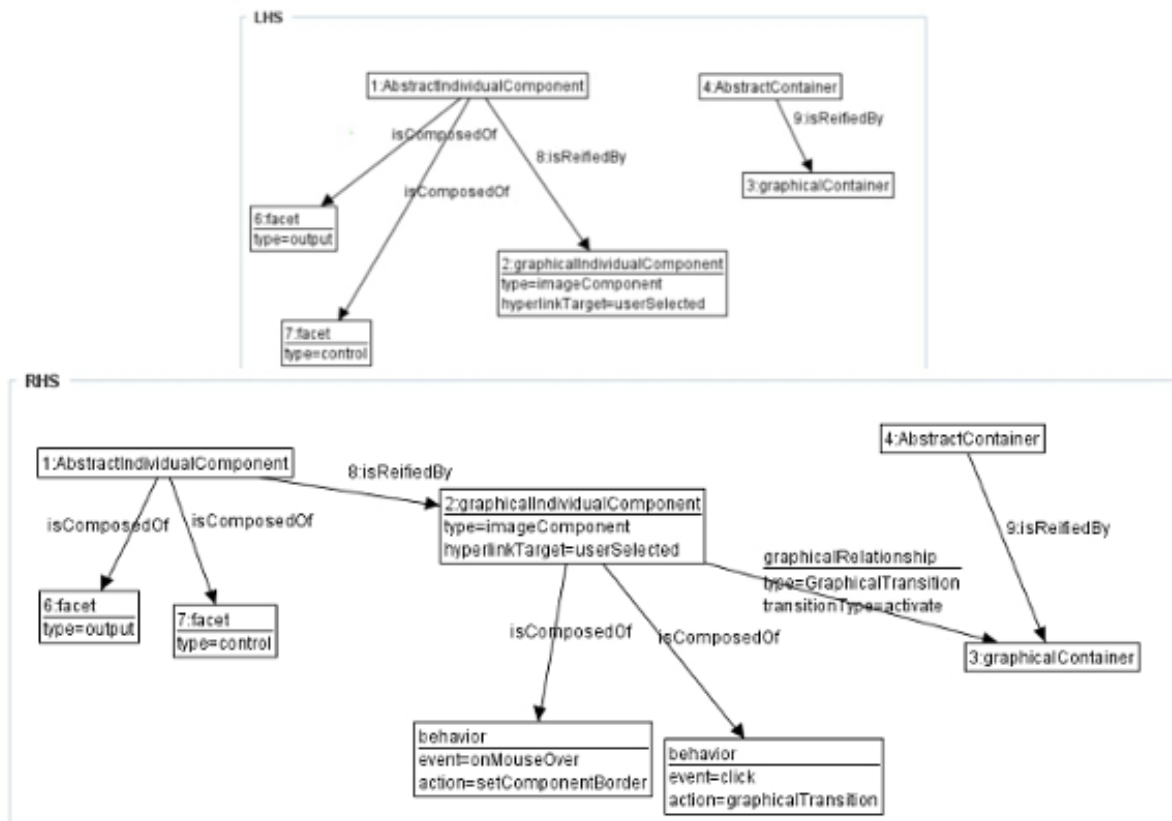 LHS
1:AbstractIndividualComponent
4:AbstractContainer
isComposedOf
9:isReifiedBy
8:isReifiedBy
isComposedOf
3:graphicalContainer
6:facet
type=output
2:graphicalIndividualComponent
type=imageComponent
hyperlinkTarget=userSelected
7:facet
type=control
RHS
4:AbstractContainer
1:AbstractIndividualComponent
8:isReifiedBy
2:graphicalIndividualComponent
type=imageComponent
hyperlinkTarget=userSelected
isComposedOf
isComposedOf
9:isReifiedBy
graphicalRelationship
type=GraphicalTransition
transitionType=activate
6:facet
type=output
7:facet
type=control
isComposedOf
isComposedOf
3:graphicalContainer
behavior
event=onMouseOver
action=setComponentBorder
behavior
event=click
action=graphicalTransition